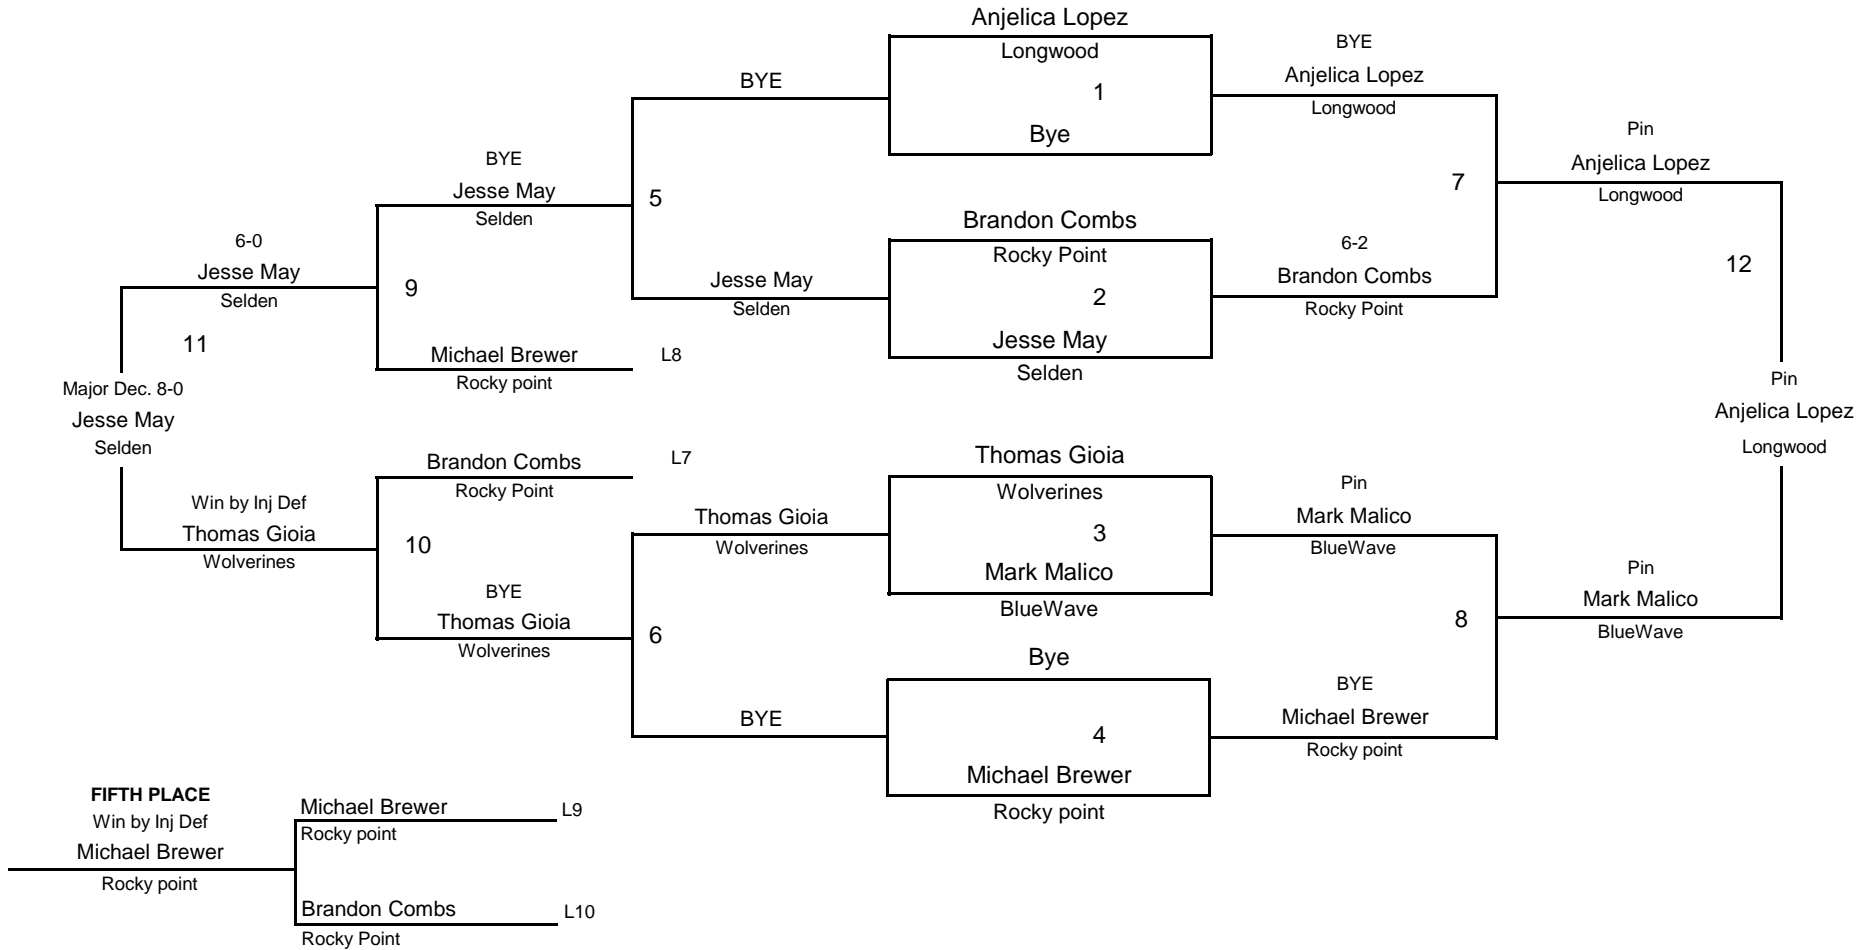 Anjelica Lopez
Longwood
1
Bye
BYE
Anjelica Lopez
Longwood
BYE
Pin
Anjelica Lopez
Longwood
7
BYE
Jesse May
Selden
5
Brandon Combs
Rocky Point
2
Jesse May
Selden
6-2
Brandon Combs
Rocky Point
12
6-0
Jesse May
Selden
9
Jesse May
Selden
11
Michael Brewer
Rocky point
L8
Major Dec. 8-0
Jesse May
Selden
Pin
Anjelica Lopez
Longwood
Brandon Combs
Rocky Point
L7
Thomas Gioia
Wolverines
3
Mark Malico
BlueWave
Pin
Mark Malico
BlueWave
Win by Inj Def
Thomas Gioia
Wolverines
10
Thomas Gioia
Wolverines
BYE
Thomas Gioia
Wolverines
6
8
Pin
Mark Malico
BlueWave
Bye
4
Michael Brewer
Rocky point
BYE
BYE
Michael Brewer
Rocky point
FIFTH PLACE
Win by Inj Def
Michael Brewer
Rocky point
Michael Brewer
Rocky point
L9
Brandon Combs
Rocky Point
L10